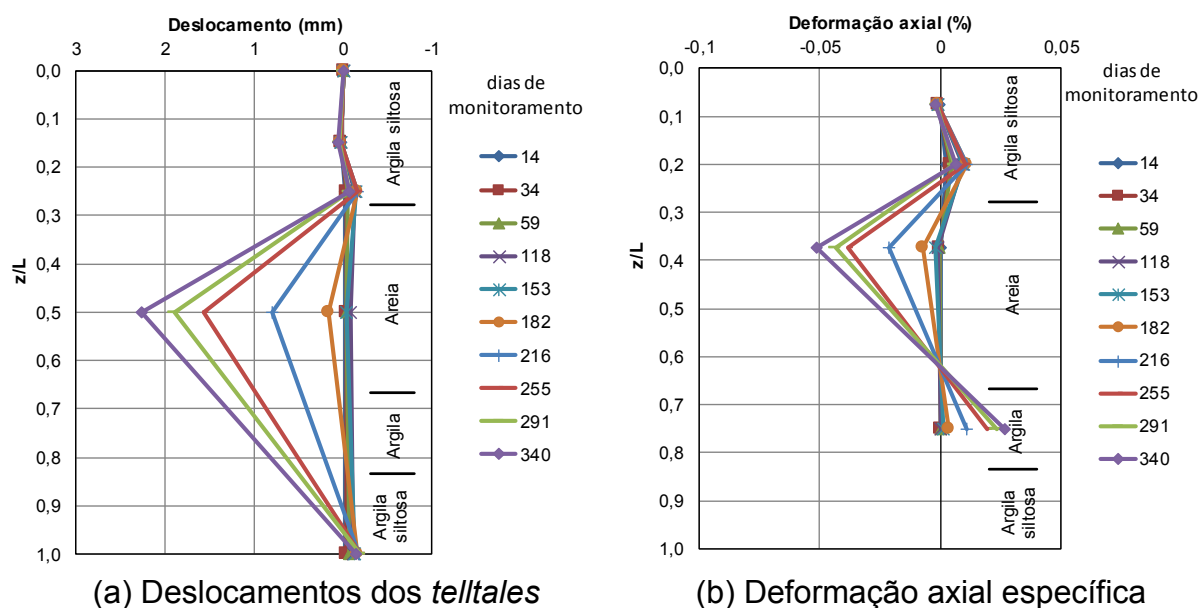 Deslocamento (mm)
3 2 1 0 -1
0,0
0,1
0,2
0,3
0,4
0,5
0,6
0,7
0,8
0,9
1,0
z/L
Argila siltosa
Areia
Argila
Argila
siltosa
dias de
monitoramento
14
34
59
118
153
182
216
255
291
340
(a) Deslocamentos dos telltales
Deformação axial (%)
-0,1 -0,05 0 0,05
0,0
0,1
0,2
0,3
0,4
0,5
0,6
0,7
0,8
0,9
1,0
z/L
Argila siltosa
Areia
Argila
Argila
siltosa
dias de
monitoramento
14
34
59
118
153
182
216
255
291
340
(b) Deformação axial específica